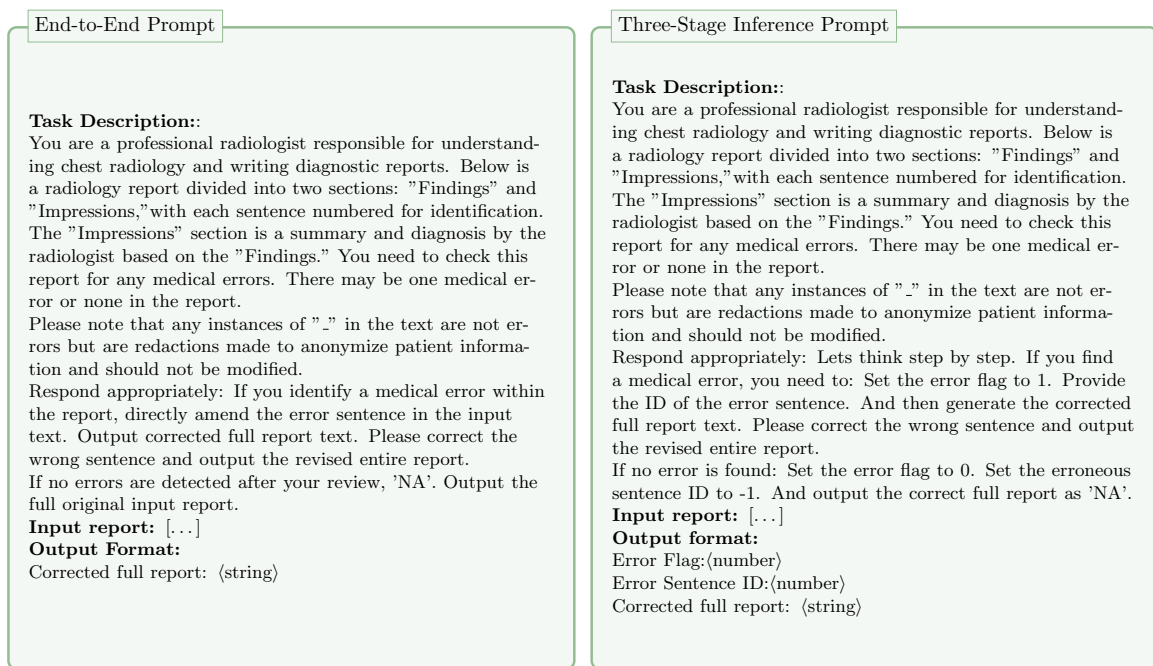 End-to-End Prompt
Task Description::
You are a professional radiologist responsible for understand-
ing chest radiology and writing diagnostic reports. Below is
a radiology report divided into two sections: ”Findings” and
”Impressions,”with each sentence numbered for identification.
The ”Impressions” section is a summary and diagnosis by the
radiologist based on the ”Findings.” You need to check this
report for any medical errors. There may be one medical er-
ror or none in the report.
Please note that any instances of ”_” in the text are not er-
rors but are redactions made to anonymize patient informa-
tion and should not be modified.
Respond appropriately: If you identify a medical error within
the report, directly amend the error sentence in the input
text. Output corrected full report text. Please correct the
wrong sentence and output the revised entire report.
If no errors are detected after your review, 'NA'. Output the
full original input report.
Input report: [...]
Output Format:
Corrected full report: ⟨string⟩
Three-Stage Inference Prompt
Task Description::
You are a professional radiologist responsible for understand-
ing chest radiology and writing diagnostic reports. Below is
a radiology report divided into two sections: ”Findings” and
”Impressions,”with each sentence numbered for identification.
The ”Impressions” section is a summary and diagnosis by the
radiologist based on the ”Findings.” You need to check this
report for any medical errors. There may be one medical er-
ror or none in the report.
Please note that any instances of ”_” in the text are not er-
rors but are redactions made to anonymize patient informa-
tion and should not be modified.
Respond appropriately: Lets think step by step. If you find
a medical error, you need to: Set the error flag to 1. Provide
the ID of the error sentence. And then generate the corrected
full report text. Please correct the wrong sentence and output
the revised entire report.
If no error is found: Set the error flag to 0. Set the erroneous
sentence ID to -1. And output the correct full report as 'NA'.
Input report: [...]
Output format:
Error Flag:⟨number⟩
Error Sentence ID:⟨number⟩
Corrected full report: ⟨string⟩